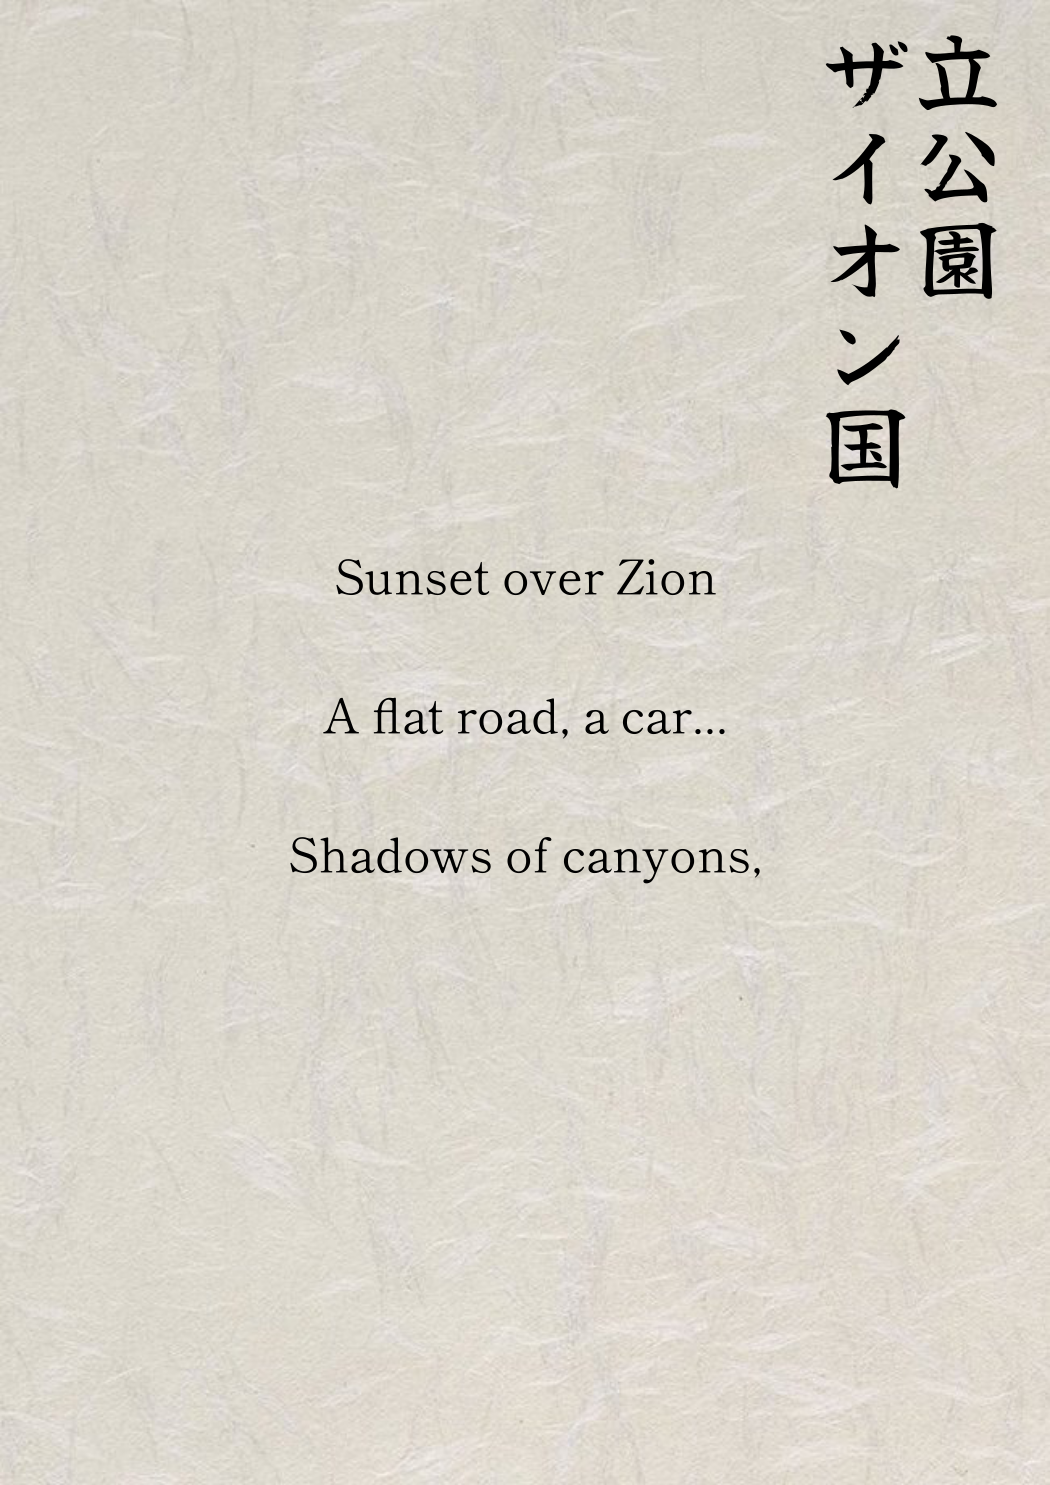 立公園
ザイオン国
Sunset over Zion
A flat road, a car...
Shadows of canyons,